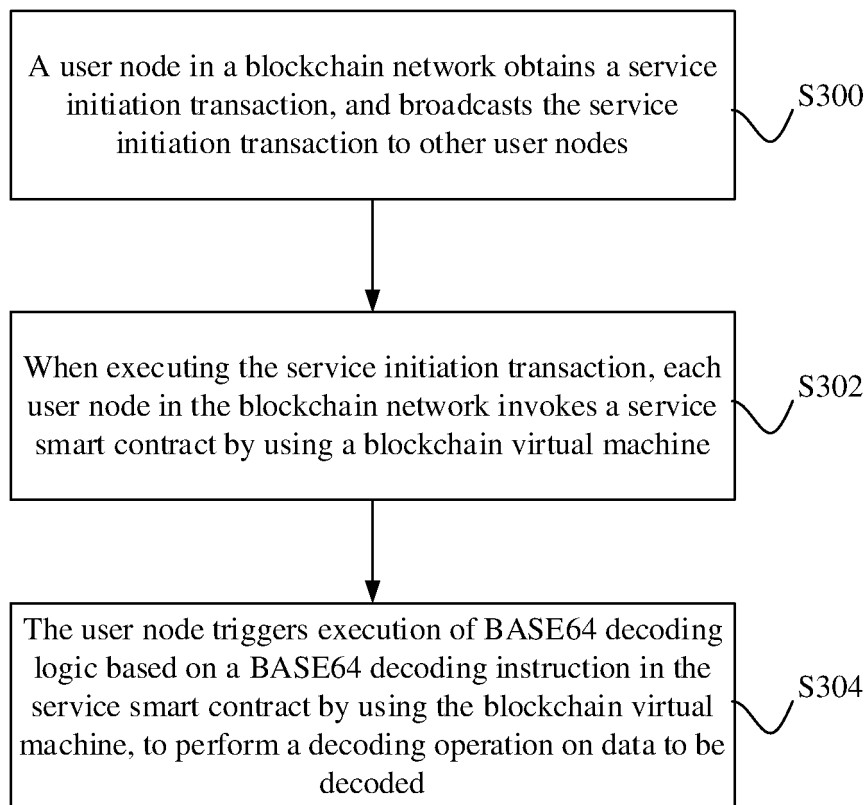 A user node in a blockchain network obtains a service
initiation transaction, and broadcasts the service
initiation transaction to other user nodes
S300
When executing the service initiation transaction, each
user node in the blockchain network invokes a service
smart contract by using a blockchain virtual machine
S302
The user node triggers execution of BASE64 decoding
logic based on a BASE64 decoding instruction in the
service smart contract by using the blockchain virtual
machine, to perform a decoding operation on data to be
decoded
S304